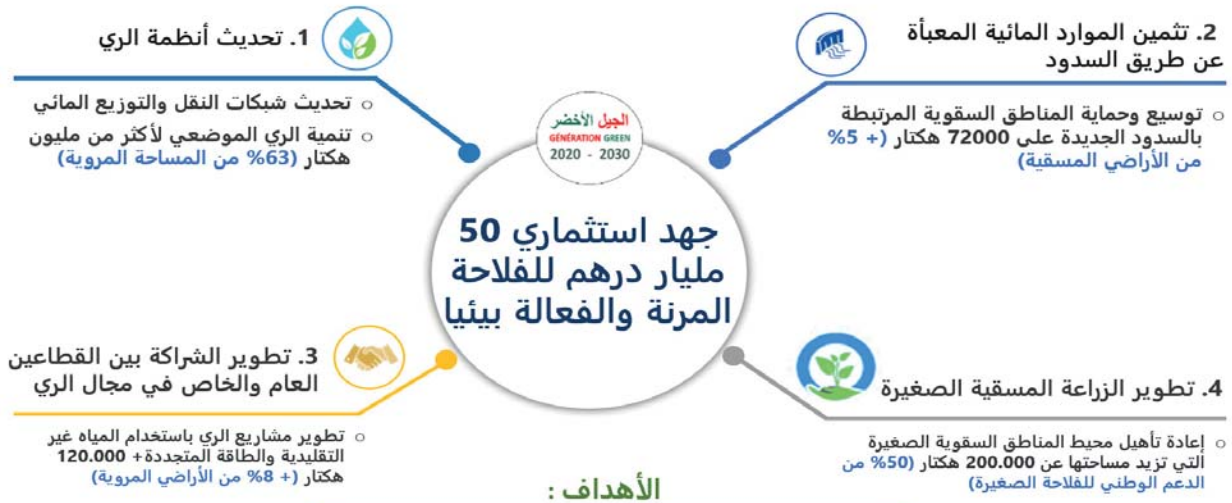 1. تحديث أنظمة الري
○ تحديث شبكات النقل والتوزيع المائي
○ تنمية الري الموضعي لأكثر من مليون
هكتار (63% من المساحة المروية)
2. تثمين الموارد المائية المعبأة
عن طريق السدود
○ توسيع وحماية المناطق السقوية المرتبطة
بالسدود الجديدة على 72000 هكتار (+ 5%
من الأراضي المسقية)
الجيل الأخضر
GÉNÉRATION GREEN
2020 - 2030
جهد استثماري 50
مليار درهم للفلاحة
المرنة والفعالة بيئيا
3. تطوير الشراكة بين القطاعين
العام والخاص في مجال الري
○ تطوير مشاريع الري باستخدام المياه غير
التقليدية والطاقة المتجددة+ 120.000
هكتار (+ 8% من الأراضي المروية)
4. تطوير الزراعة المسقية الصغيرة
○ إعادة تأهيل محيط المناطق السقوية الصغيرة
التي تزيد مساحتها عن 200.000 هكتار (50% من
الدعم الوطني للفلاحة الصغيرة)
الأهداف :